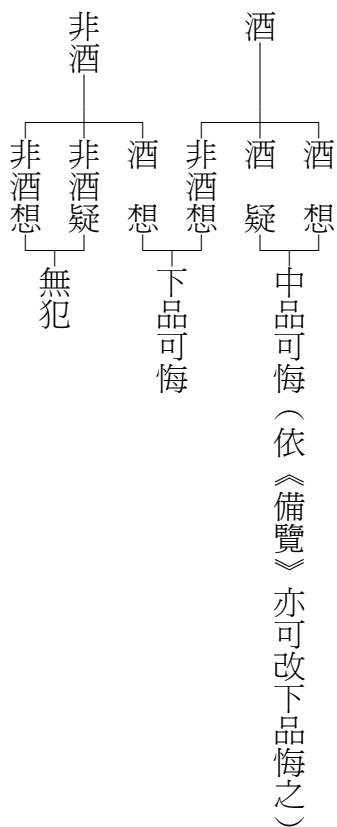 酒
酒想
酒疑
非酒想
中品可悔（依《備覽》亦可改下品悔之）
非酒
酒想
非酒疑
非酒想
下品可悔
無犯